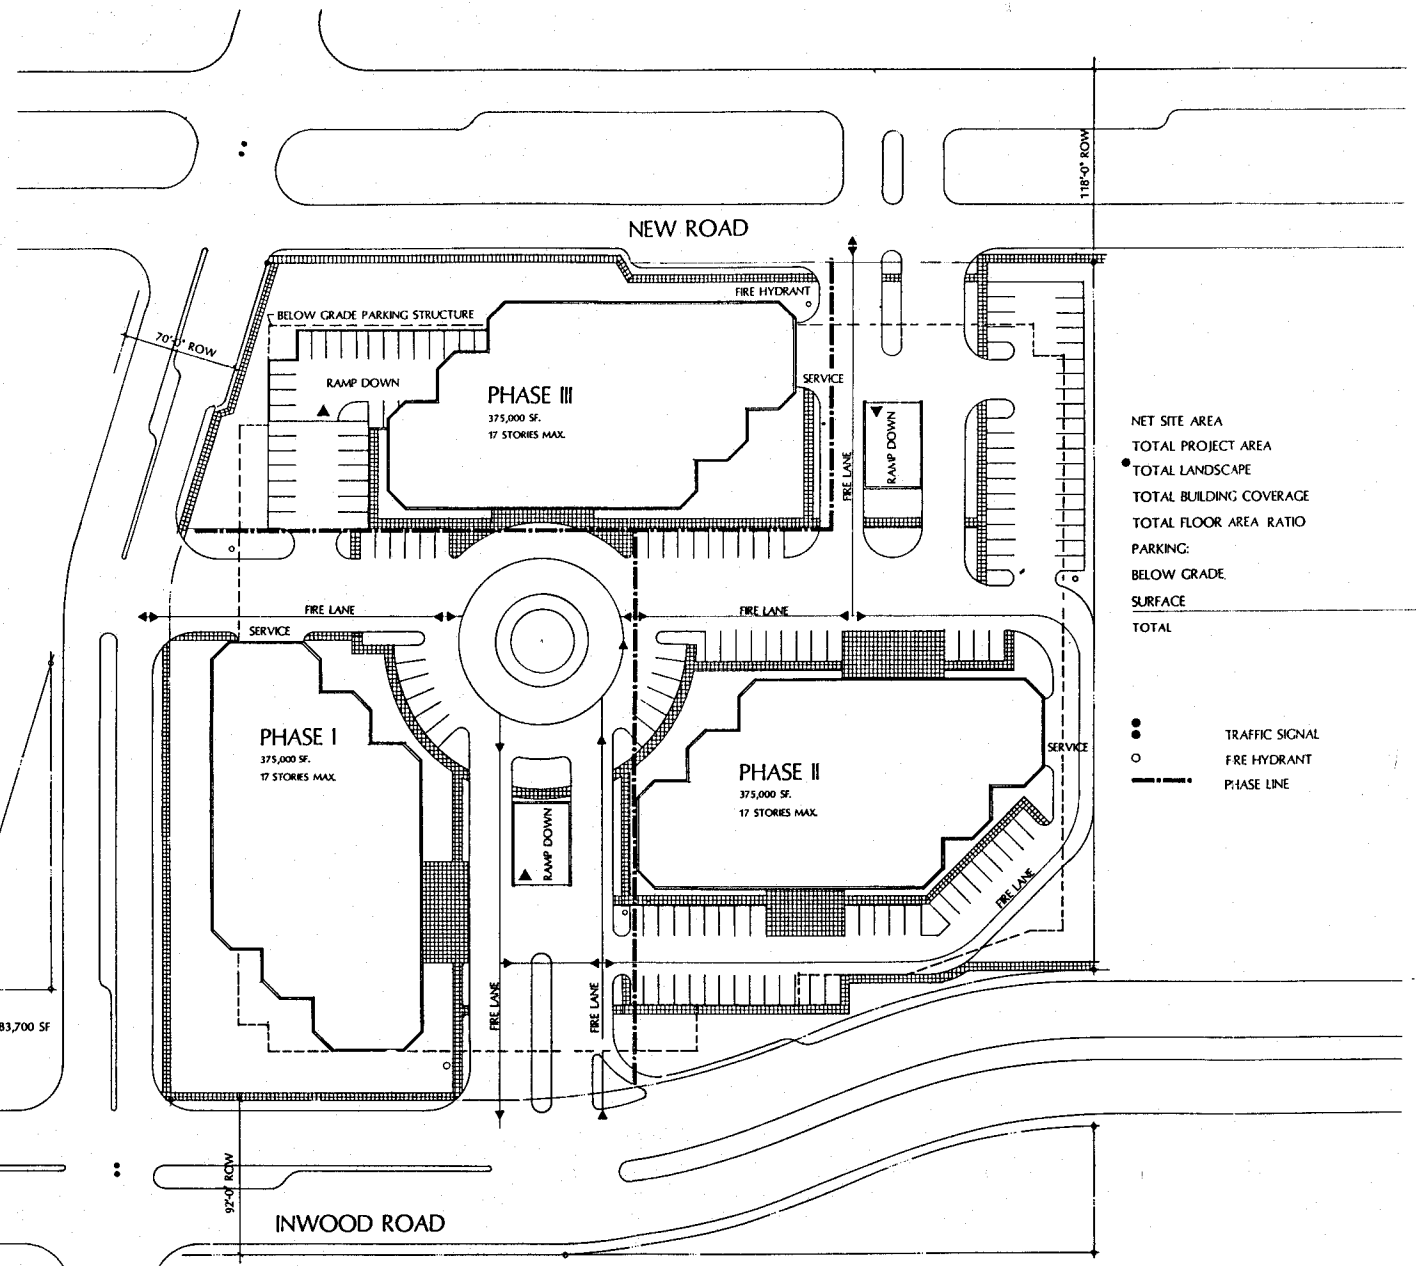 118'-0" ROW
NEW ROAD
FIRE HYDRANT
BELOW GRADE PARKING STRUCTURE
70'-0" ROW
RAMP DOWN
PHASE III
375,000 SF.
17 STORIES MAX.
SERVICE
RAMP DOWN
FIRE LANE
NET SITE AREA
TOTAL PROJECT AREA
TOTAL LANDSCAPE
TOTAL BUILDING COVERAGE
TOTAL FLOOR AREA RATIO
PARKING:
BELOW GRADE
SURFACE
TOTAL
FIRE LANE
FIRE LANE
SERVICE
PHASE I
375,000 SF.
17 STORIES MAX.
PHASE II
375,000 SF.
17 STORIES MAX.
SERVICE
TRAFFIC SIGNAL
FIRE HYDRANT
PHASE LINE
RAMP DOWN
FIRE LANE
FIRE LANE
FIRE LANE
83,700 SF
92'-0" ROW
INWOOD ROAD